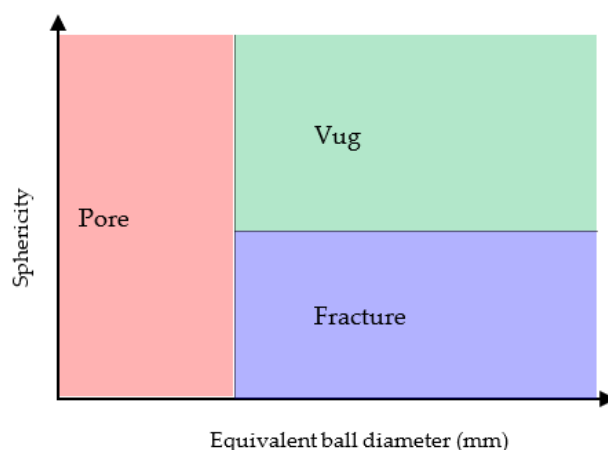 Vug
Pore
Sphericity
Fracture
Equivalent ball diameter (mm)